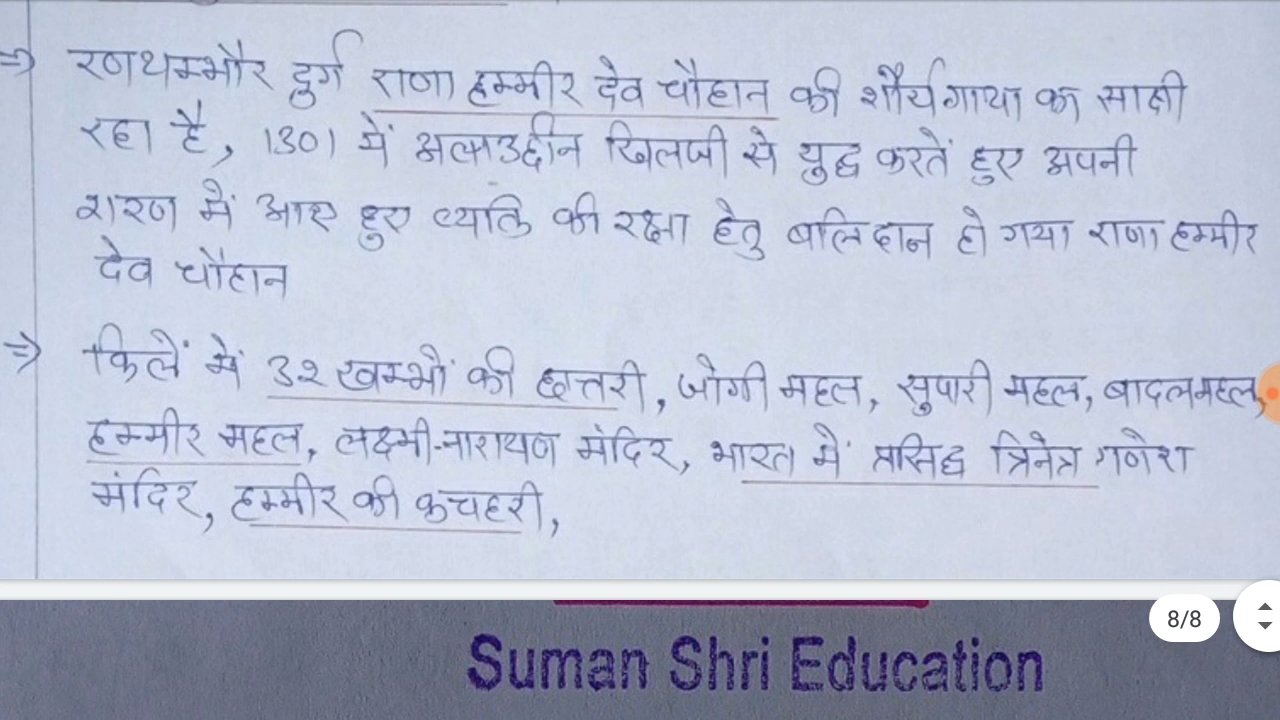 ⇒ रणथम्भौर दुर्ग राणा हम्मीर देव चौहान की शौर्यगाथा का साक्षी
रहा है, 1301 में अलाउद्दीन खिलजी से युद्ध करतें हुए अपनी
शरण में आए हुए व्यक्ति की रक्षा हेतु बलिदान हो गया राणा हम्मीर
देव चौहान
⇒ किलें में 32 खम्भों की छत्तरी, जोगी महल, सुपारी महल, बादलमहल,
हम्मीर महल, लक्ष्मी-नारायण मंदिर, भारत में प्रसिद्ध त्रिनेत्र गणेश
मंदिर, हम्मीर की कचहरी,
8/8
Suman Shri Education